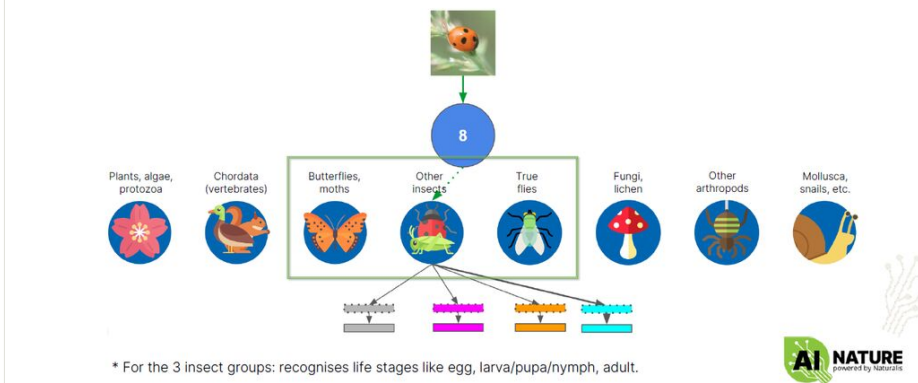 8
Plants, algae,
protozoa
Chordata
(vertebrates)
Butterflies,
moths
Other
insects
True
flies
Fungi,
lichen
Other
arthropods
Mollusca,
snails, etc.
* For the 3 insect groups: recognises life stages like egg, larva/pupa/nymph, adult.
AI NATURE
powered by Naturalis